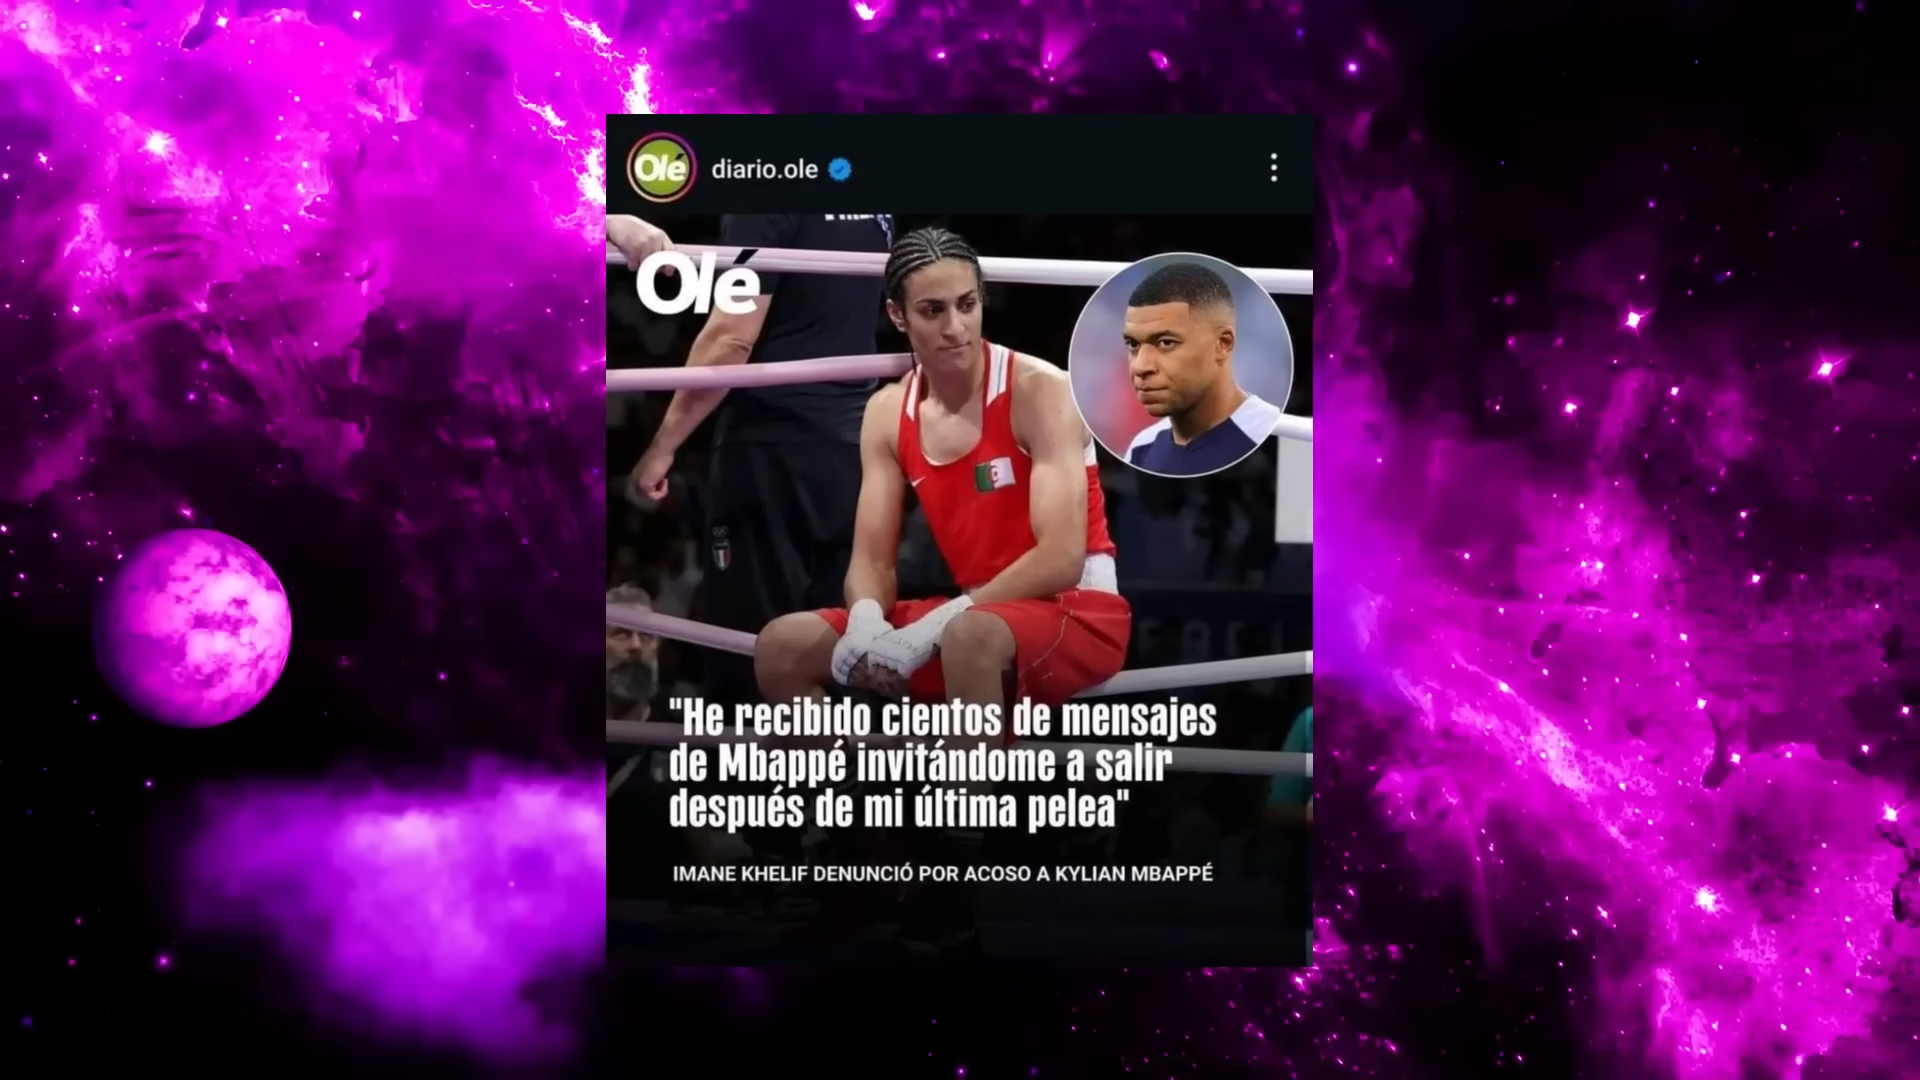 Olé
diario.ole
Olé
"He recibido cientos de mensajes
de Mbappé invitándome a salir
después de mi última pelea"
IMANE KHELIF DENUNCIÓ POR ACOSO A KYLIAN MBAPPÉ